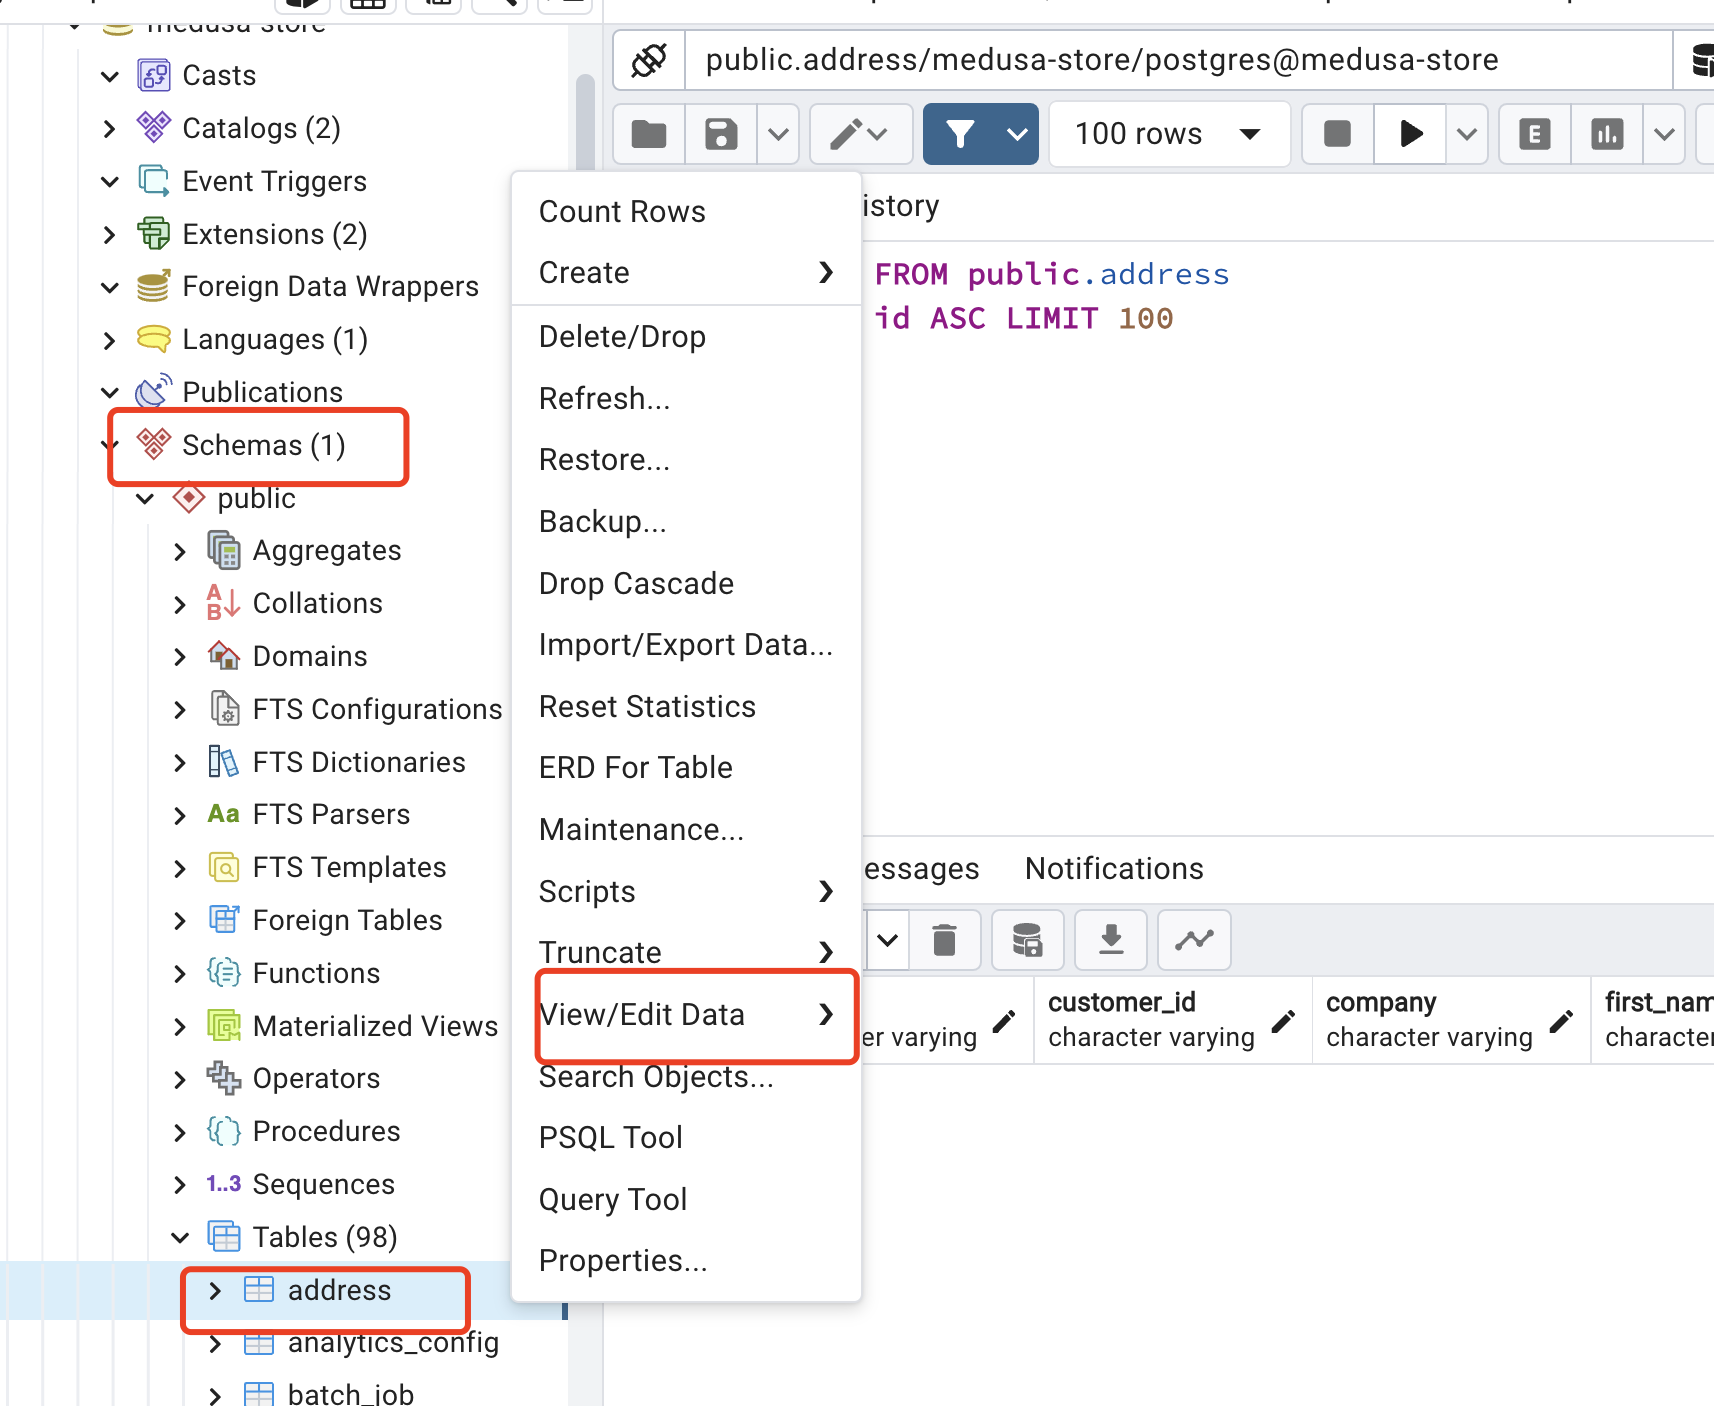 medusa-store
Casts
Catalogs (2)
Event Triggers
Extensions (2)
Foreign Data Wrappers
Languages (1)
Publications
Schemas (1)
public
Aggregates
Collations
Domains
FTS Configurations
FTS Dictionaries
Aa FTS Parsers
FTS Templates
Foreign Tables
Functions
Materialized Views
Operators
Procedures
1..3 Sequences
Tables (98)
address
analytics_config
batch_job
Count Rows
Create
Delete/Drop
Refresh...
Restore...
Backup...
Drop Cascade
Import/Export Data...
Reset Statistics
ERD For Table
Maintenance...
Scripts
Truncate
View/Edit Data
Search Objects...
PSQL Tool
Query Tool
Properties...
public.address/medusa-store/postgres@medusa-store
100 rows
E
istory
FROM public.address
id ASC LIMIT 100
essages Notifications
customer_id company first_nam
er varying character varying character varying character